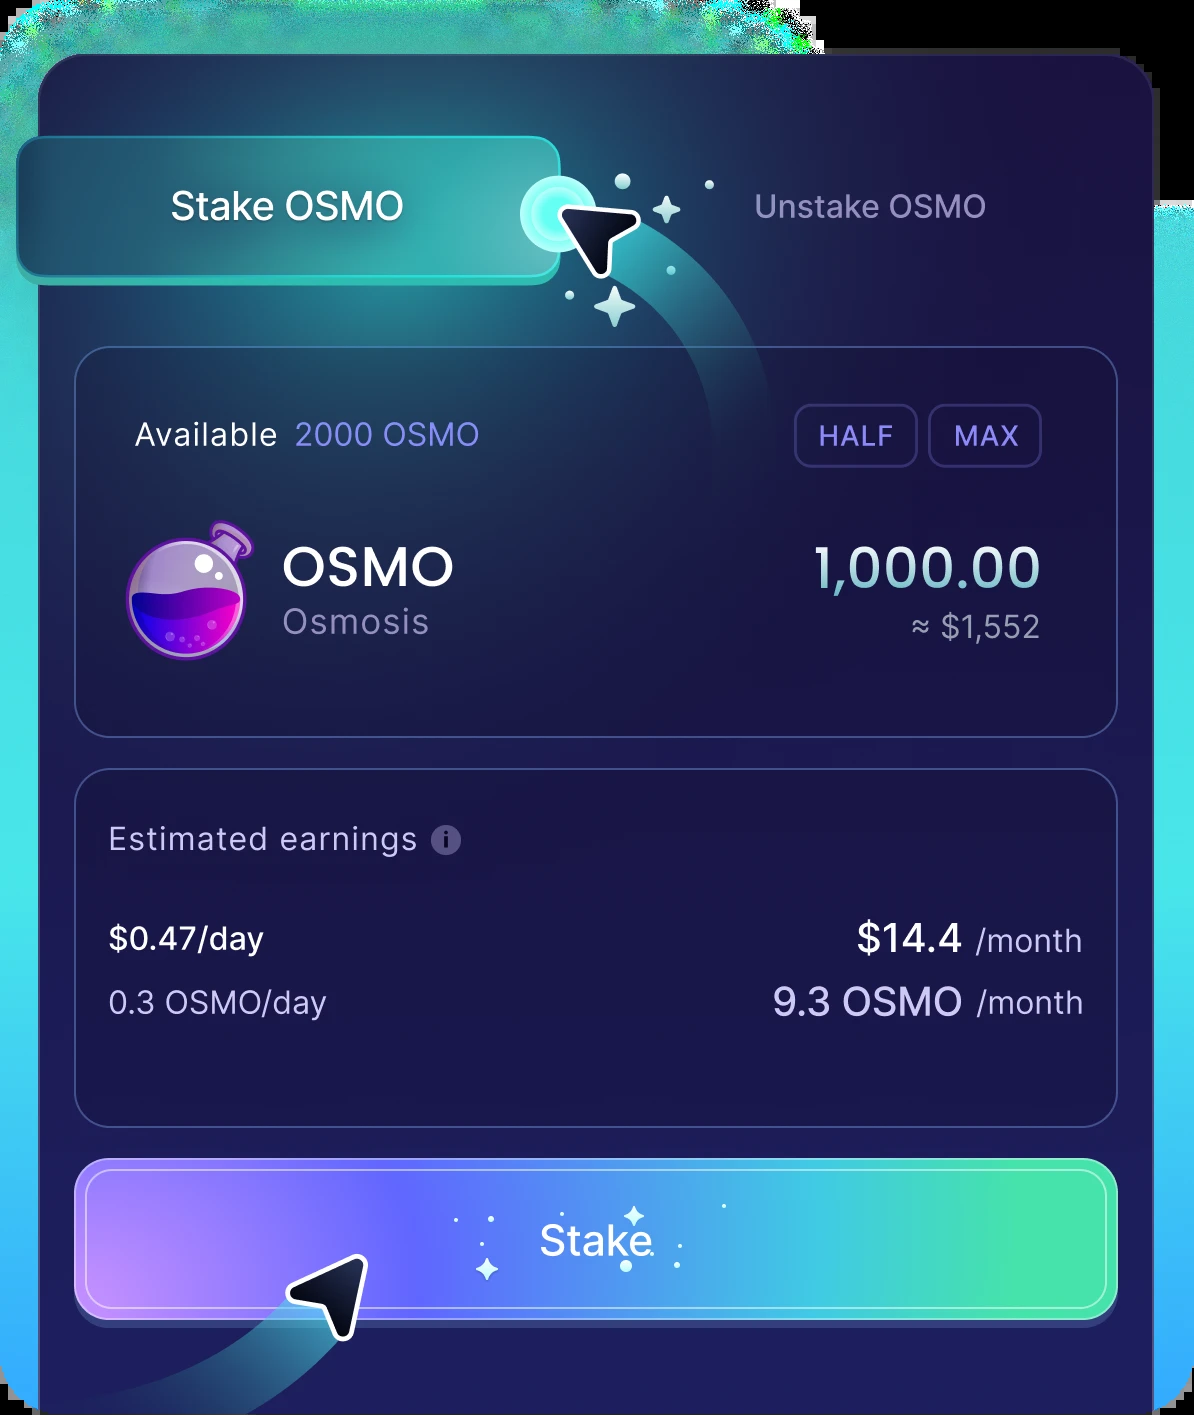 Stake OSMO
Unstake OSMO
Available 2000 OSMO
HALF
MAX
OSMO
Osmosis
1,000.00
≈ $1,552
Estimated earnings
$0.47/day
0.3 OSMO/day
$14.4 /month
9.3 OSMO /month
Stake